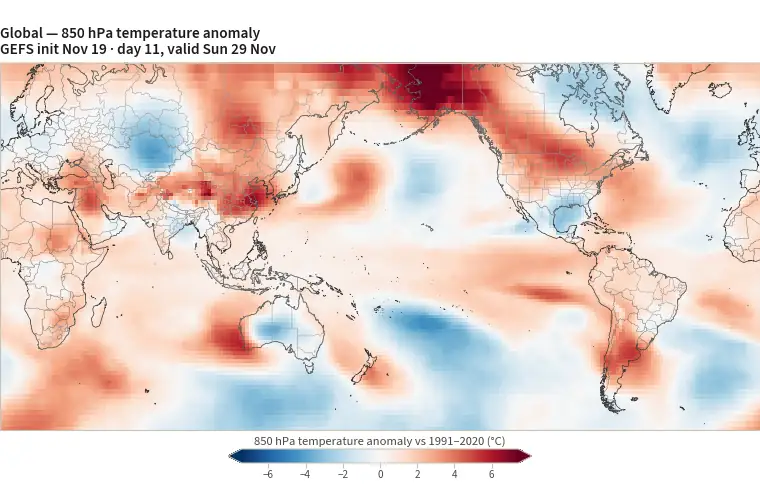 Global — 850 hPa temperature anomaly
GEFS init Nov 19 · day 11, valid Sun 29 Nov
850 hPa temperature anomaly vs 1991–2020 (°C)
−6 −4 −2 0 2 4 6